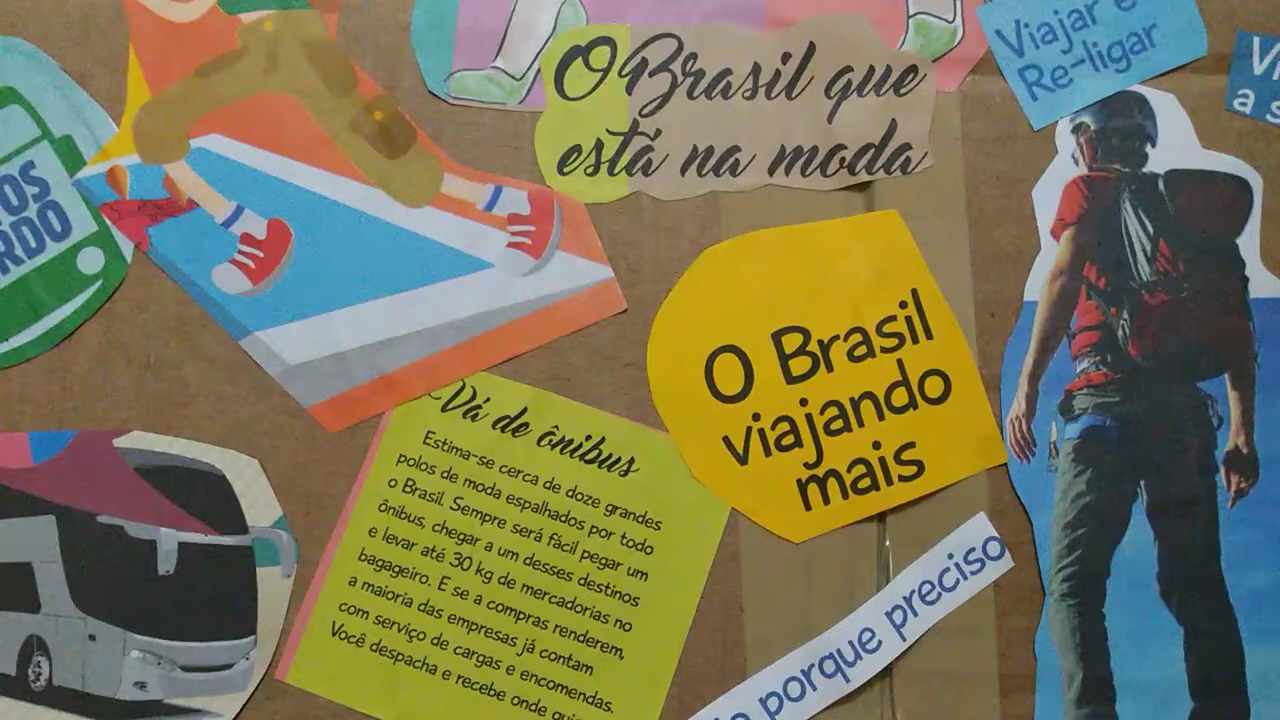 O Brasil que
está na moda
Viajar e
Re-ligar
a s
OS
RDO
O Brasil
viajando
mais
Vá de ônibus
Estima-se cerca de doze grandes
polos de moda espalhados por todo
o Brasil. Sempre será fácil pegar um
ônibus, chegar a um desses destinos
e levar até 30 kg de mercadorias no
bagageiro. E se a compras renderem,
a maioria das empresas já contam
com serviço de cargas e encomendas.
Você despacha e recebe onde
porque preciso